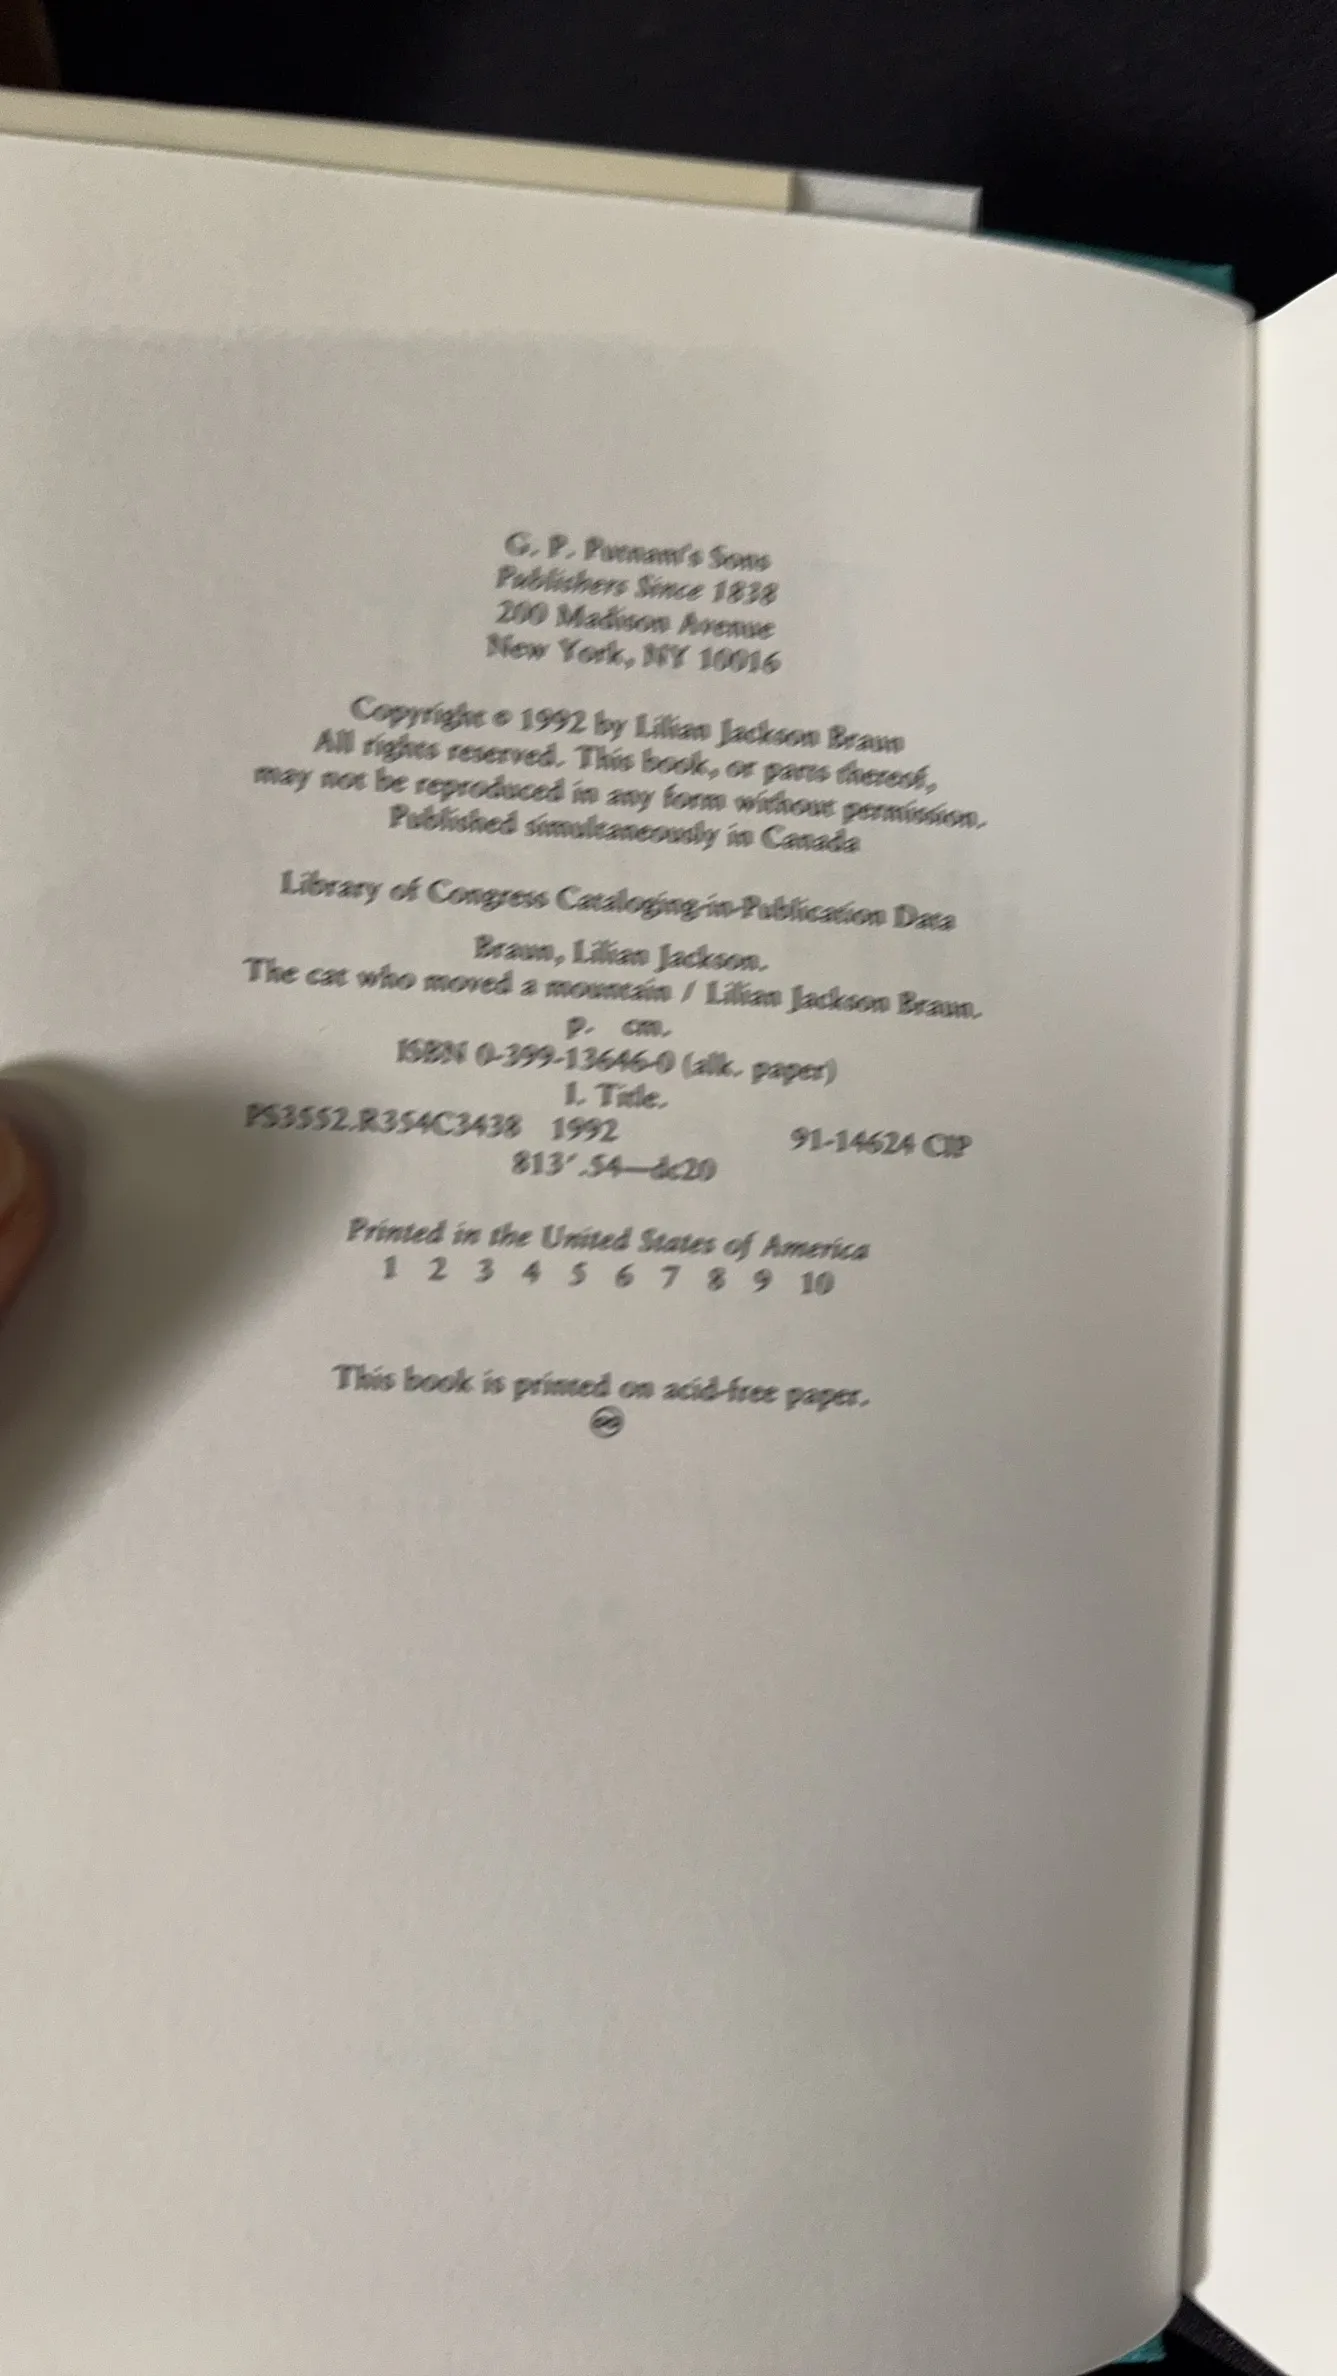 G. P. Putnam's Sons
Publishers Since 1838
200 Madison Avenue
New York, NY 10016
Copyright © 1992 by Lilian Jackson Braun
All rights reserved. This book, or parts thereof,
may not be reproduced in any form without permission.
Published simultaneously in Canada
Library of Congress Cataloging-in-Publication Data
Braun, Lilian Jackson.
The cat who moved a mountain / Lilian Jackson Braun.
p. cm.
ISBN 0-399-13646-0 (alk. paper)
I. Title.
PS3552.R354C3438 1992 91-14624 CIP
813'.54—dc20
Printed in the United States of America
1 2 3 4 5 6 7 8 9 10
This book is printed on acid-free paper.
♾